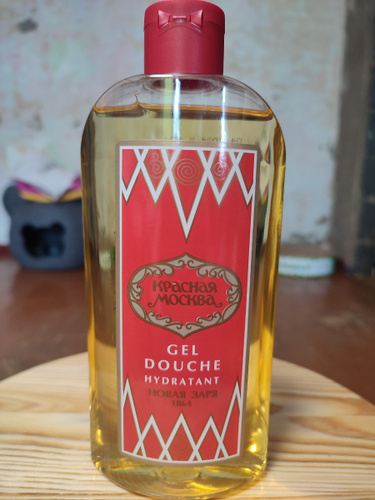 Красная
Москва
GEL
DOUCHE
HYDRATANT
НОВАЯ ЗАРЯ
1864